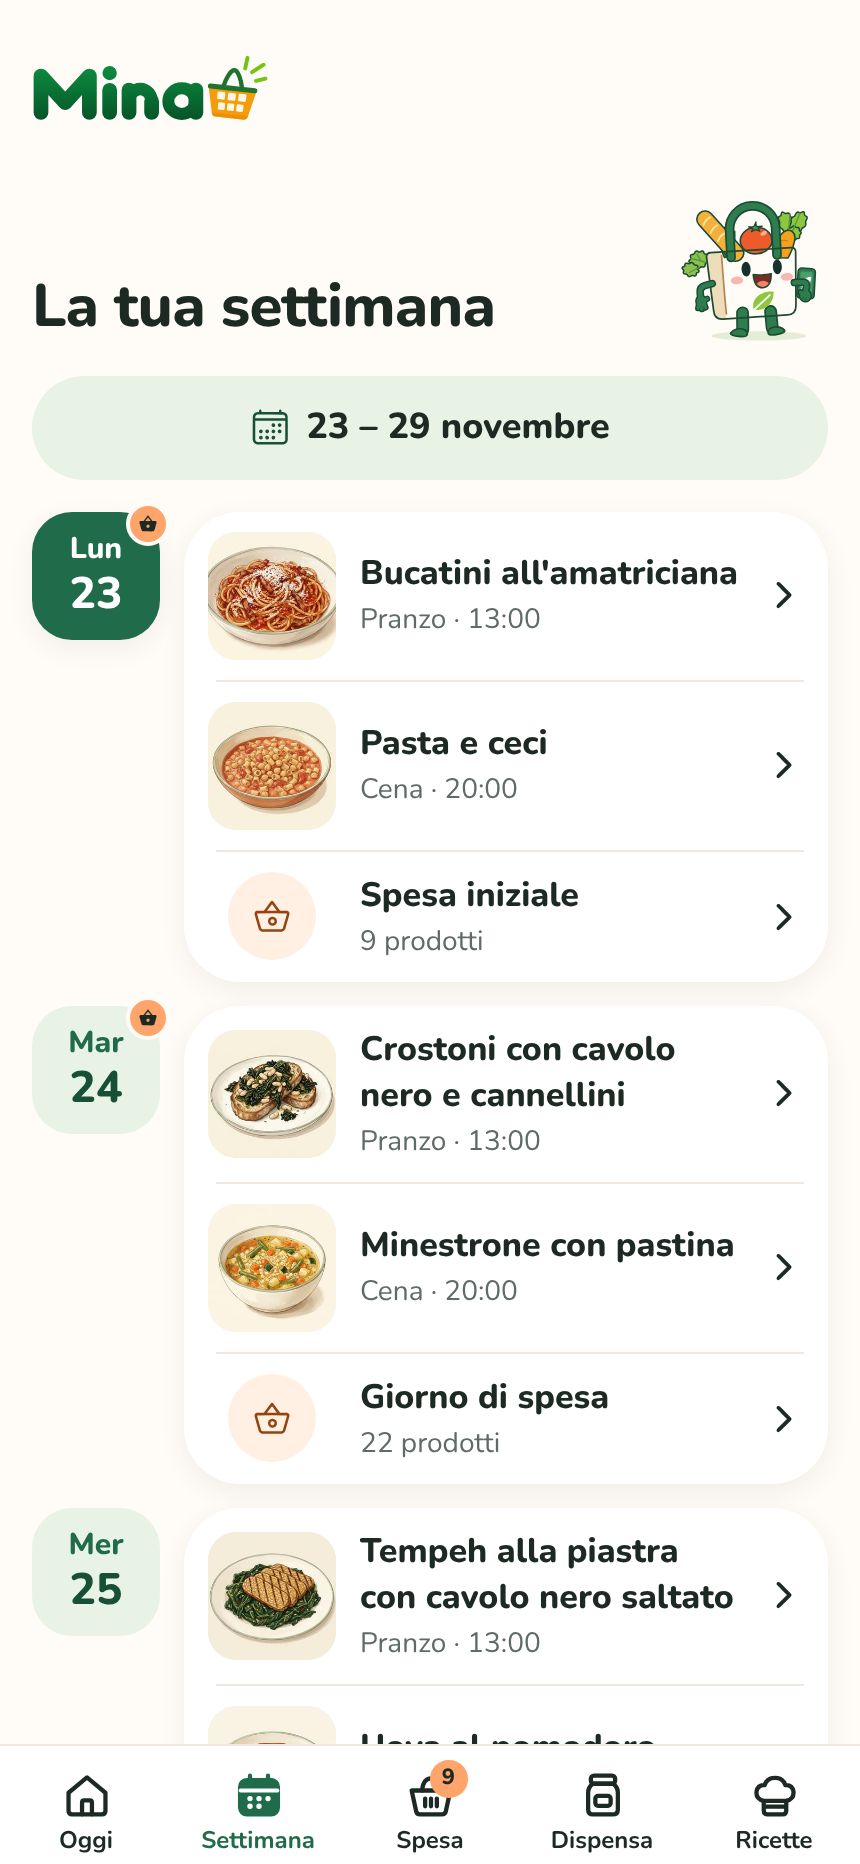 Mina
La tua settimana
23 – 29 novembre
Lun
23
Bucatini all'amatriciana
Pranzo · 13:00
Pasta e ceci
Cena · 20:00
Spesa iniziale
9 prodotti
Mar
24
Crostoni con cavolo
nero e cannellini
Pranzo · 13:00
Minestrone con pastina
Cena · 20:00
Giorno di spesa
22 prodotti
Mer
25
Tempeh alla piastra
con cavolo nero saltato
Pranzo · 13:00
9
Oggi
Settimana
Spesa
Dispensa
Ricette